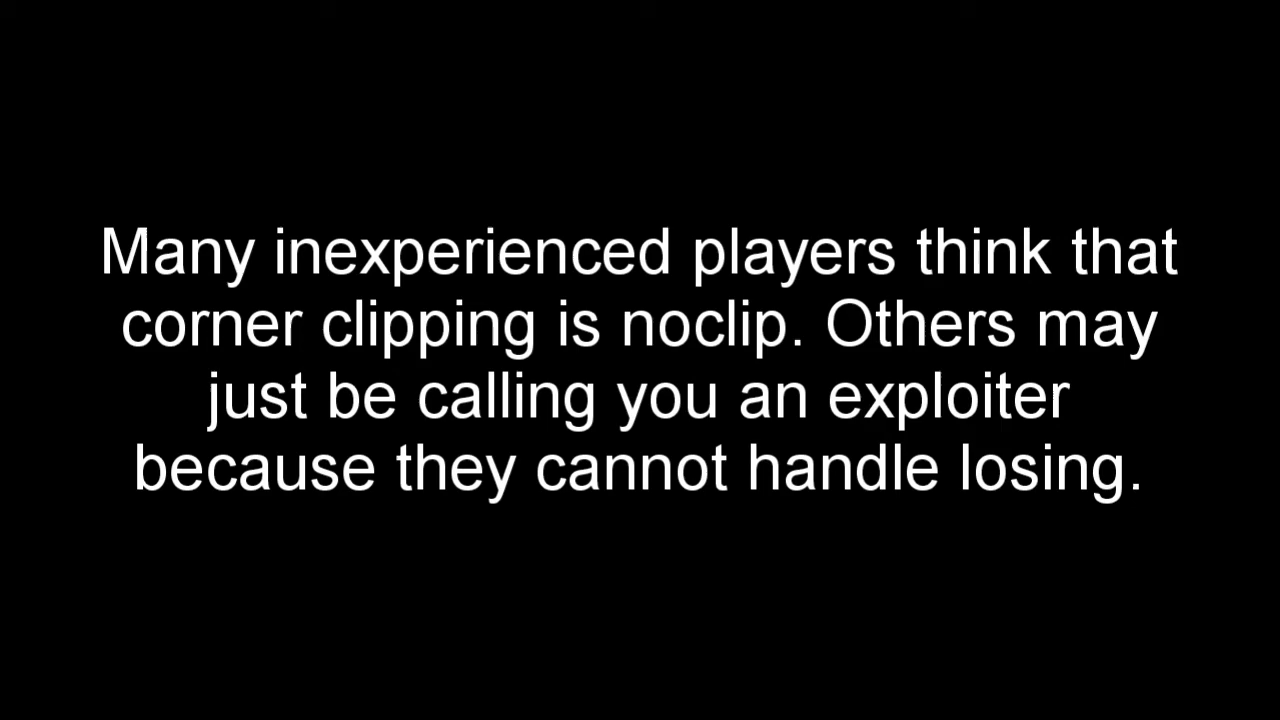 Many inexperienced players think that
corner clipping is noclip. Others may
just be calling you an exploiter
because they cannot handle losing.